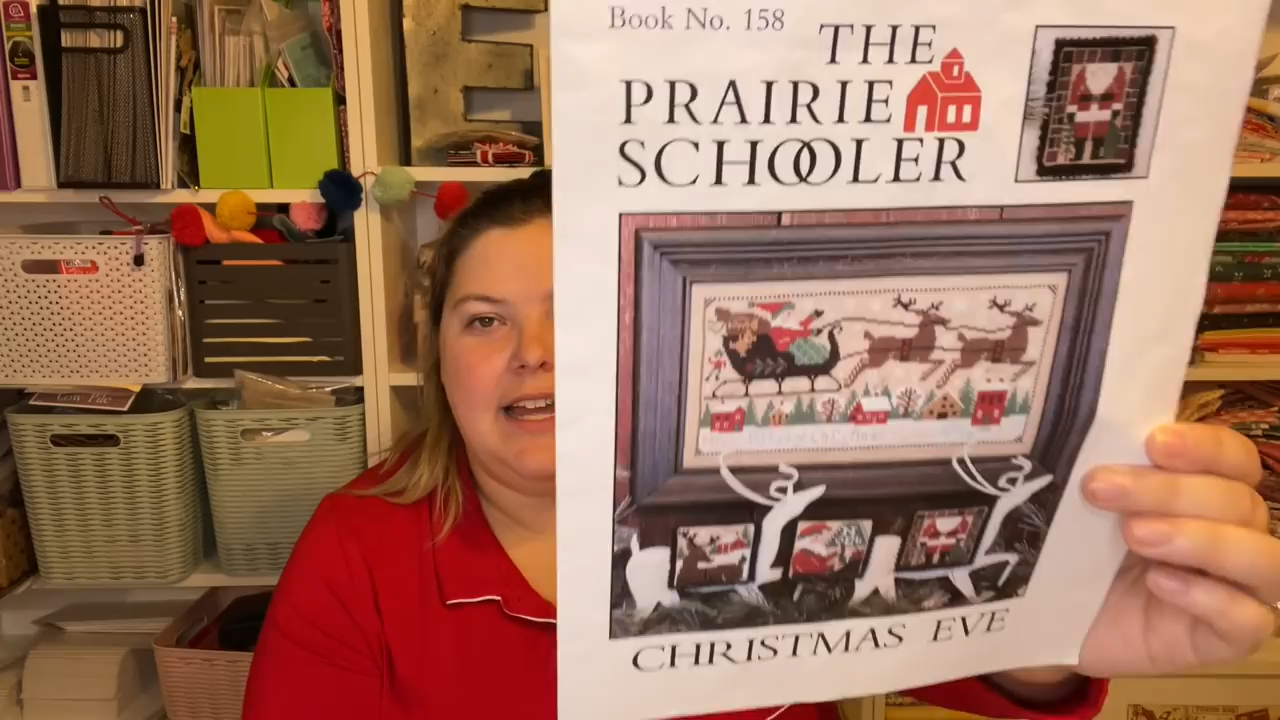 Book No. 158
THE
PRAIRIE
SCHOOLER
CHRISTMAS EVE